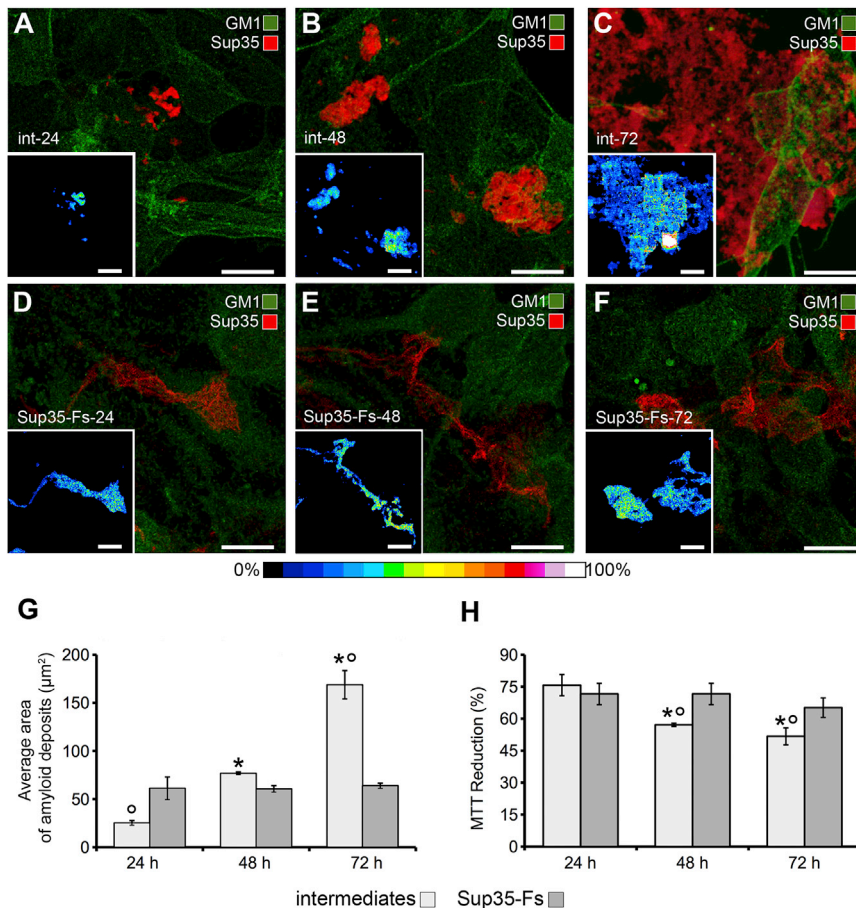 A
GM1
Sup35
int-24
B
GM1
Sup35
int-48
C
GM1
Sup35
int-72
D
GM1
Sup35
Sup35-Fs-24
E
GM1
Sup35
Sup35-Fs-48
F
GM1
Sup35
Sup35-Fs-72
0% 100%
G
Average area
of amyloid deposits (µm²)
200
150
100
50
0
* °
*
°
24 h 48 h 72 h
H
MTT Reduction (%)
90
75
60
45
30
15
0
*° *°
24 h 48 h 72 h
intermediates Sup35-Fs